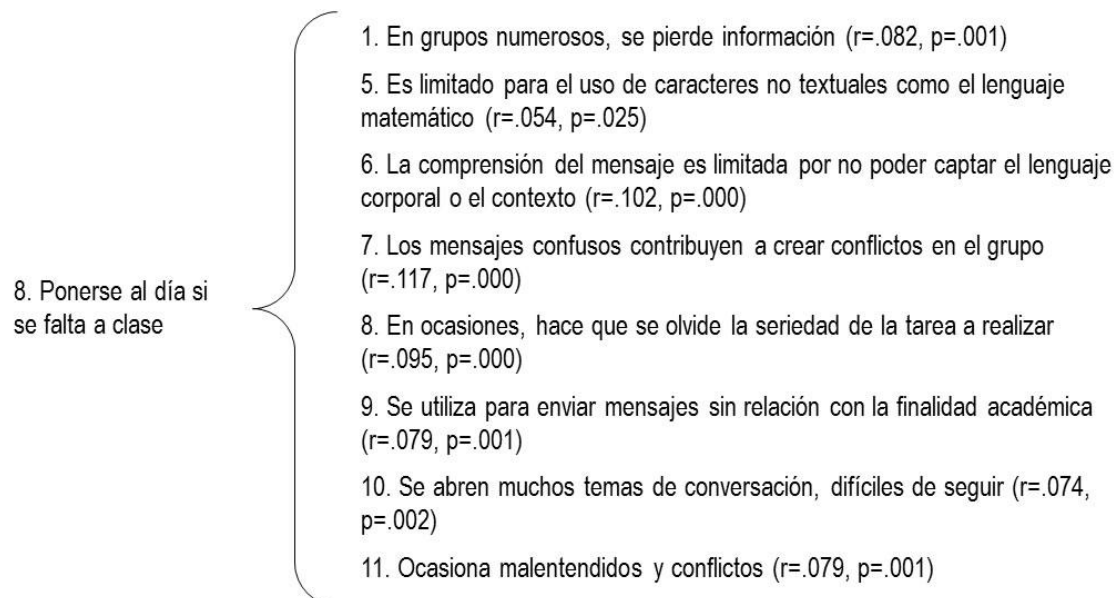 8. Ponerse al día si
se falta a clase
1. En grupos numerosos, se pierde información (r=.082, p=.001)
5. Es limitado para el uso de caracteres no textuales como el lenguaje
matemático (r=.054, p=.025)
6. La comprensión del mensaje es limitada por no poder captar el lenguaje
corporal o el contexto (r=.102, p=.000)
7. Los mensajes confusos contribuyen a crear conflictos en el grupo
(r=.117, p=.000)
8. En ocasiones, hace que se olvide la seriedad de la tarea a realizar
(r=.095, p=.000)
9. Se utiliza para enviar mensajes sin relación con la finalidad académica
(r=.079, p=.001)
10. Se abren muchos temas de conversación, difíciles de seguir (r=.074,
p=.002)
11. Ocasiona malentendidos y conflictos (r=.079, p=.001)